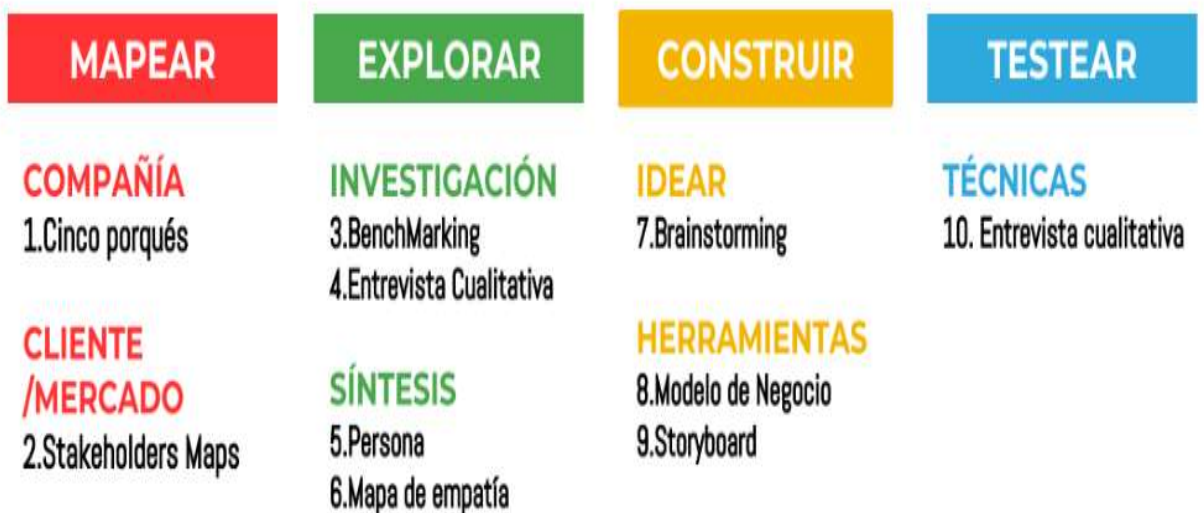 MAPEAR
COMPAÑÍA
1.Cinco porqués
CLIENTE
/MERCADO
2.Stakeholders Maps
EXPLORAR
INVESTIGACIÓN
3.BenchMarking
4.Entrevista Cualitativa
SÍNTESIS
5.Persona
6.Mapa de empatía
CONSTRUIR
IDEAR
7.Brainstorming
HERRAMIENTAS
8.Modelo de Negocio
9.Storyboard
TESTEAR
TÉCNICAS
10. Entrevista cualitativa